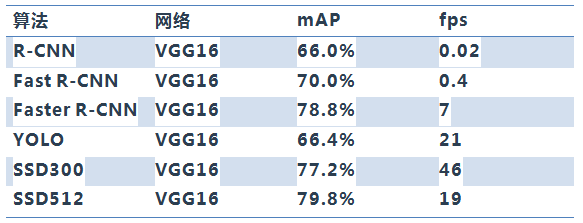 算法 网络 mAP fps
R-CNN VGG16 66.0% 0.02
Fast R-CNN VGG16 70.0% 0.4
Faster R-CNN VGG16 78.8% 7
YOLO VGG16 66.4% 21
SSD300 VGG16 77.2% 46
SSD512 VGG16 79.8% 19